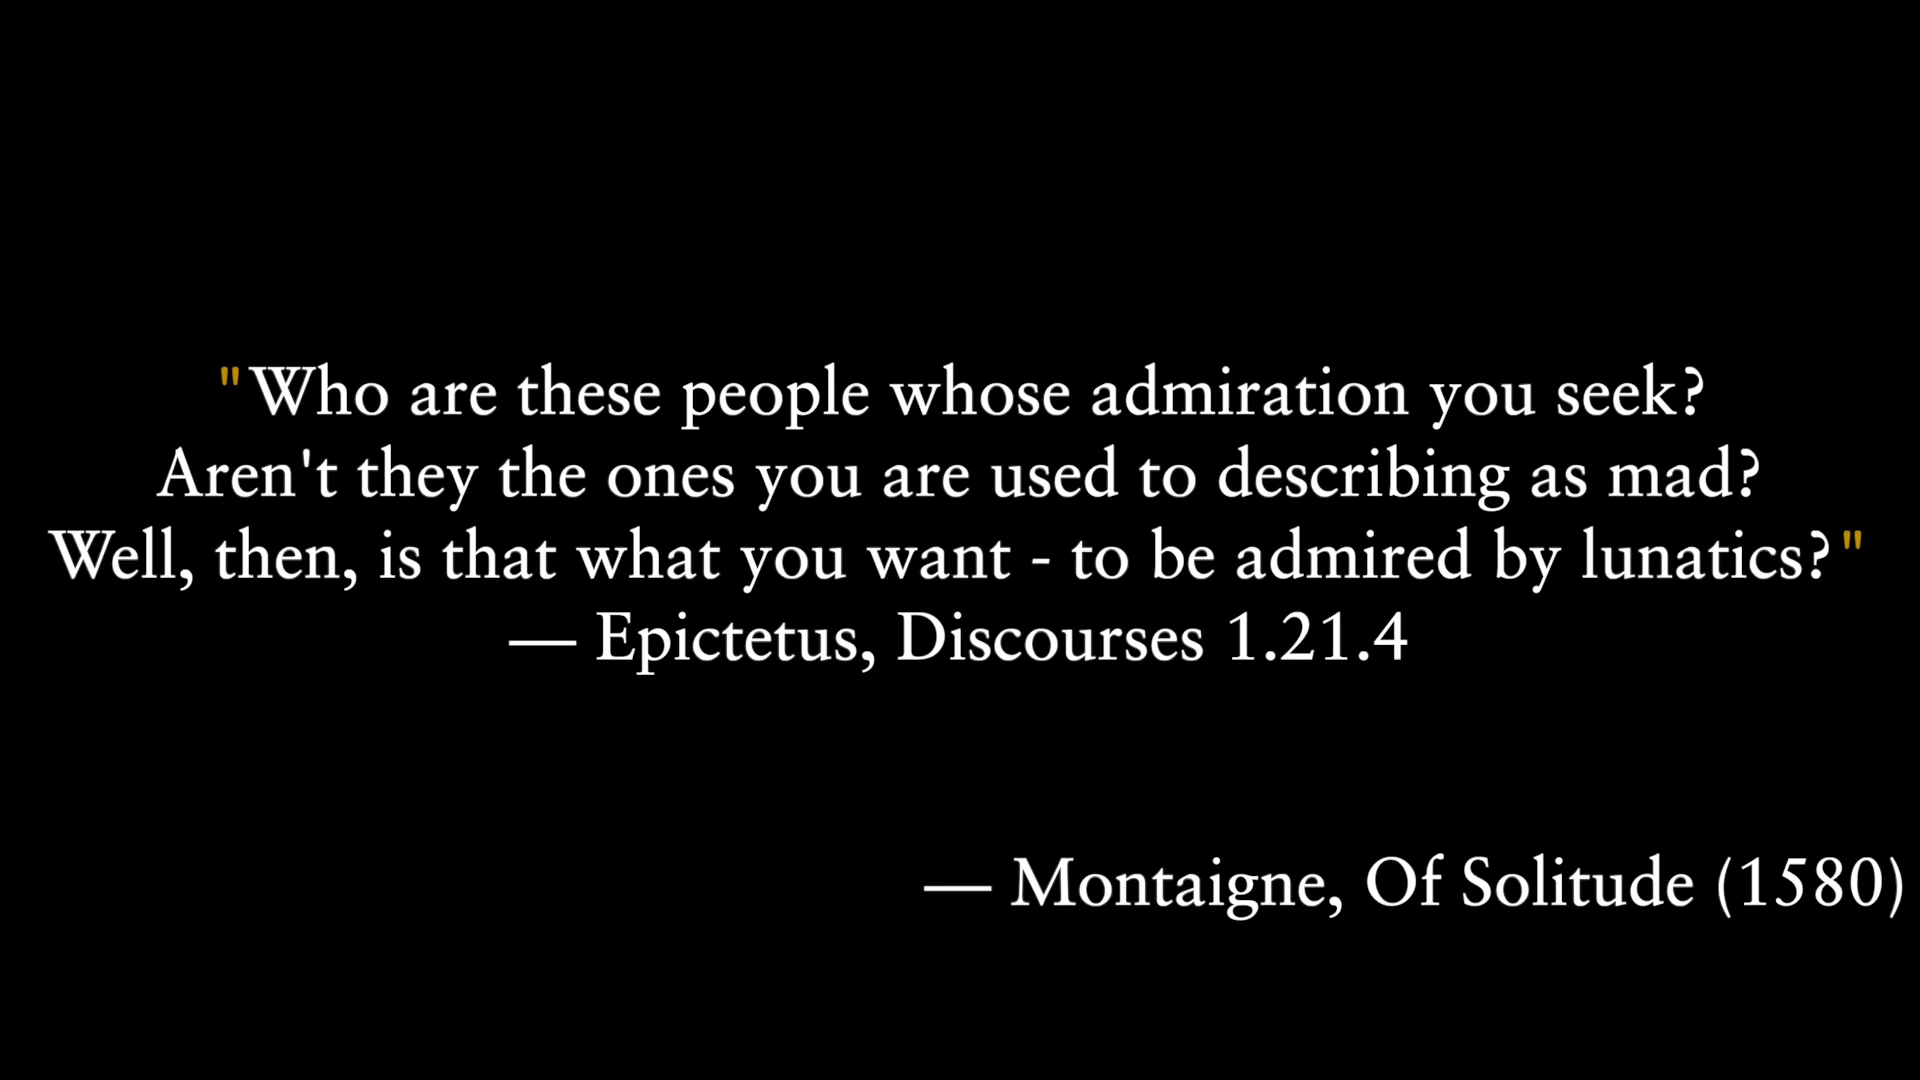 "Who are these people whose admiration you seek?
Aren't they the ones you are used to describing as mad?
Well, then, is that what you want - to be admired by lunatics?"
— Epictetus, Discourses 1.21.4
— Montaigne, Of Solitude (1580)